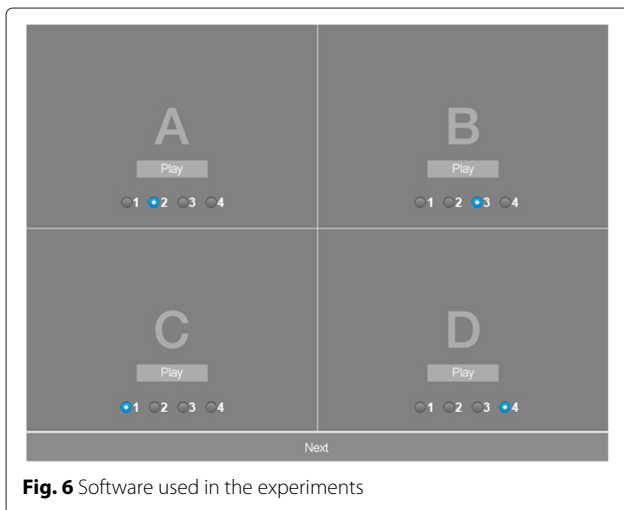 A
B
Play
Play
1 2 3 4
1 2 3 4
C
D
Play
Play
1 2 3 4
1 2 3 4
Next
Fig. 6 Software used in the experiments